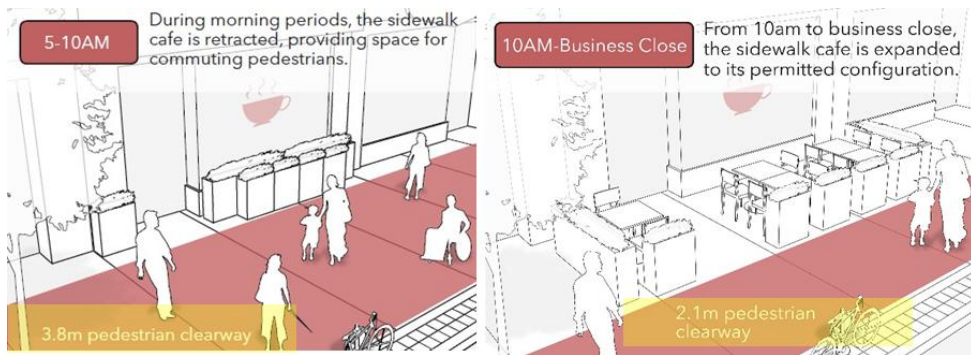 5-10AM
During morning periods, the sidewalk
cafe is retracted, providing space for
commuting pedestrians.
3.8m pedestrian clearway
10AM-Business Close
From 10am to business close,
the sidewalk cafe is expanded
to its permitted configuration.
2.1m pedestrian
clearway